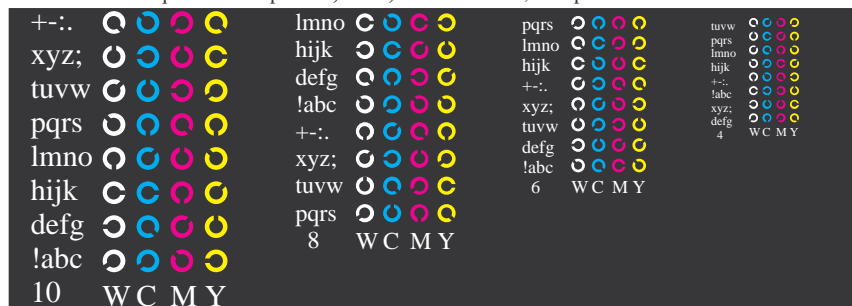 +-:.
xyz;
tuvw
pqrs
lmno
hijk
defg
!abc
10 W C M Y
lmno
hijk
defg
!abc
+-:.
xyz;
tuvw
pqrs
8 W C M Y
pqrs
lmno
hijk
+-:.
xyz;
tuvw
defg
!abc
6 W C M Y
tuvw
pqrs
lmno
hijk
+-:.
!abc
xyz;
defg
4 W C M Y